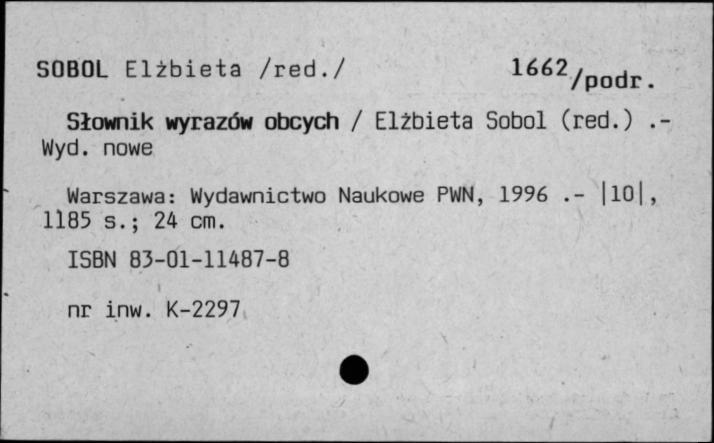 SOBOL Elżbieta /red./ 1662/podr.
Słownik wyrazów obcych / Elżbieta Sobol (red.) .-
Wyd. nowe
Warszawa: Wydawnictwo Naukowe PWN, 1996 .- |10|,
1185 s.; 24 cm.
ISBN 83-01-11487-8
nr inw. K-2297